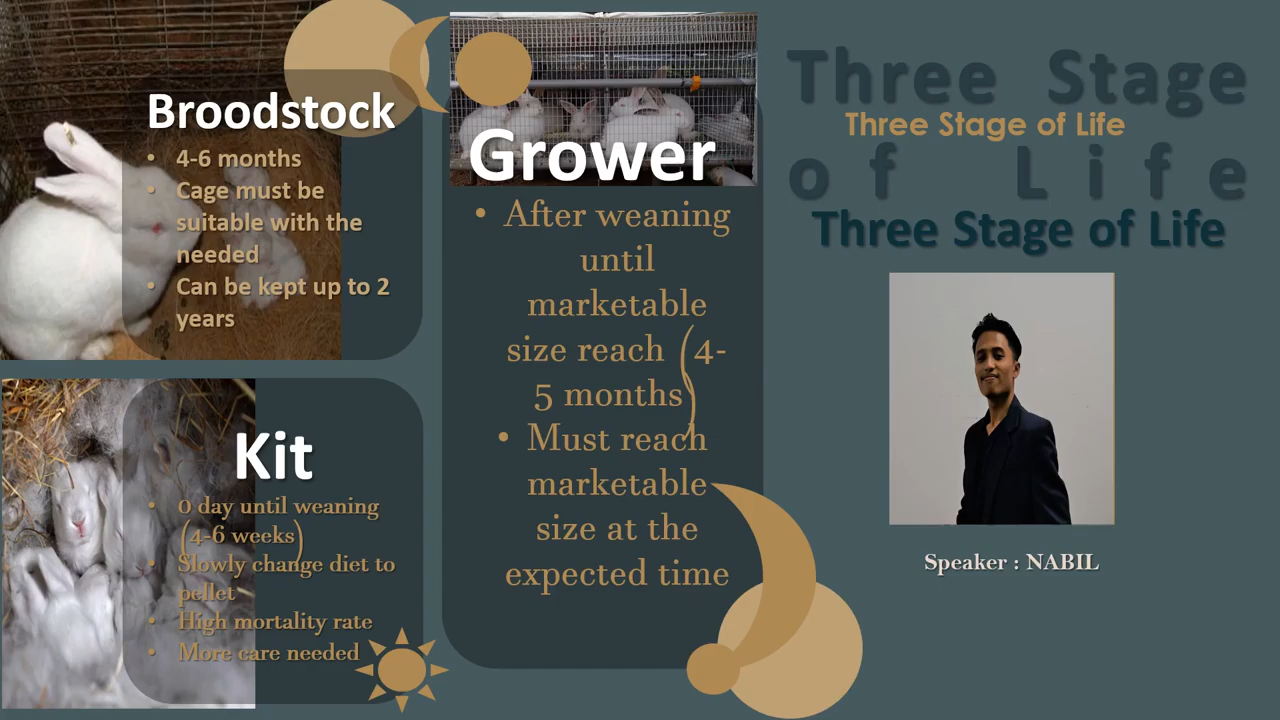 Broodstock
• 4-6 months
• Cage must be
suitable with the
needed
• Can be kept up to 2
years
Kit
• 0 day until weaning
(4-6 weeks)
• Slowly change diet to
pellet
• High mortality rate
• More care needed
Grower
• After weaning
until
marketable
size reach (4-
5 months)
• Must reach
marketable
size at the
expected time
Three Stage
Three Stage of Life
of Life
Three Stage of Life
Speaker : NABIL